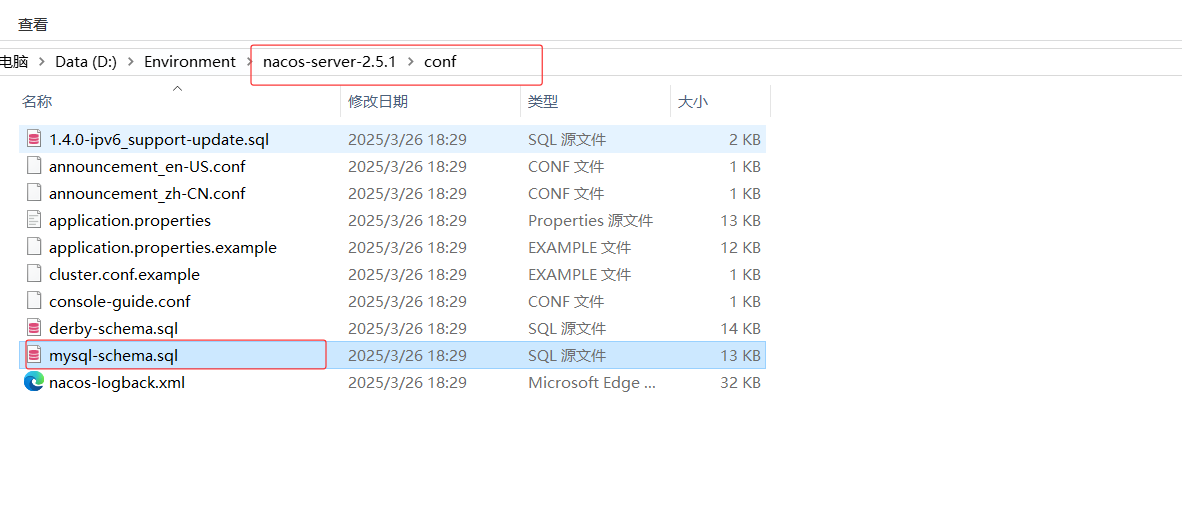 查看
电脑 > Data (D:) > Environment > nacos-server-2.5.1 > conf
名称 修改日期 类型 大小
1.4.0-ipv6_support-update.sql 2025/3/26 18:29 SQL 源文件 2 KB
announcement_en-US.conf 2025/3/26 18:29 CONF 文件 1 KB
announcement_zh-CN.conf 2025/3/26 18:29 CONF 文件 1 KB
application.properties 2025/3/26 18:29 Properties 源文件 13 KB
application.properties.example 2025/3/26 18:29 EXAMPLE 文件 12 KB
cluster.conf.example 2025/3/26 18:29 EXAMPLE 文件 1 KB
console-guide.conf 2025/3/26 18:29 CONF 文件 1 KB
derby-schema.sql 2025/3/26 18:29 SQL 源文件 14 KB
mysql-schema.sql 2025/3/26 18:29 SQL 源文件 13 KB
nacos-logback.xml 2025/3/26 18:29 Microsoft Edge ... 32 KB